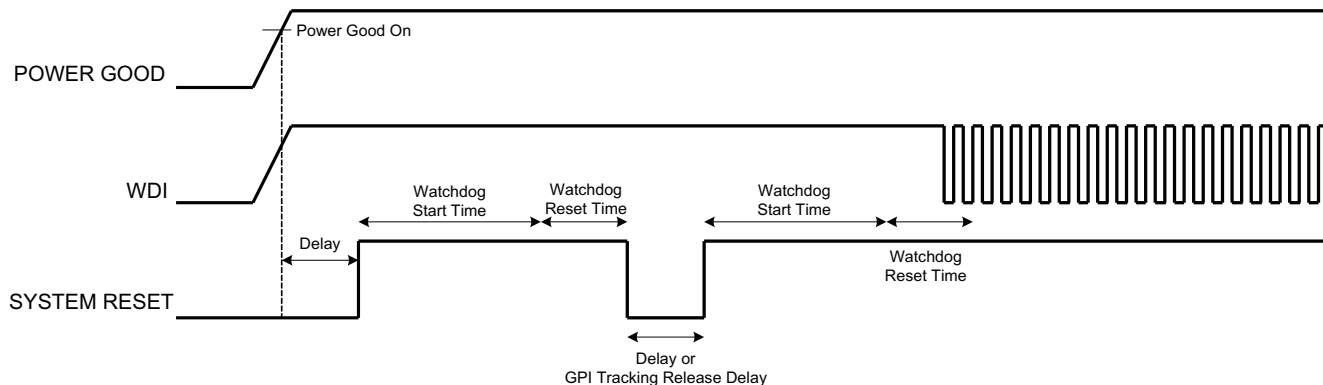 Power Good On
POWER GOOD
WDI
Watchdog
Start Time
Watchdog
Reset Time
Watchdog
Start Time
Delay
Watchdog
Reset Time
SYSTEM RESET
Delay or
GPI Tracking Release Delay